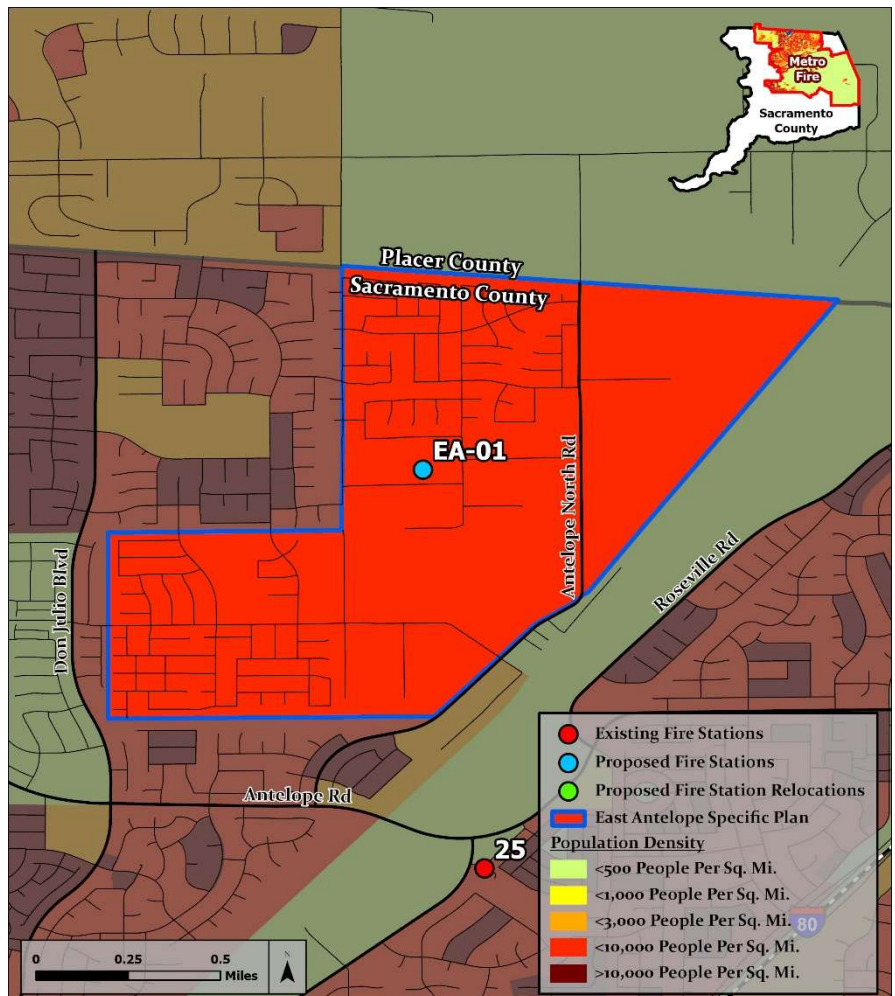 Metro
Fire
Sacramento
County
Placer County
Sacramento County
EA-01
Antelope North Rd
Roseville Rd
Don Julio Blvd
Antelope Rd
25
Existing Fire Stations
Proposed Fire Stations
Proposed Fire Station Relocations
East Antelope Specific Plan
Population Density
<500 People Per Sq. Mi.
<1,000 People Per Sq. Mi.
<3,000 People Per Sq. Mi.
<10,000 People Per Sq. Mi.
>10,000 People Per Sq. Mi.
80
0 0.25 0.5
Miles
N